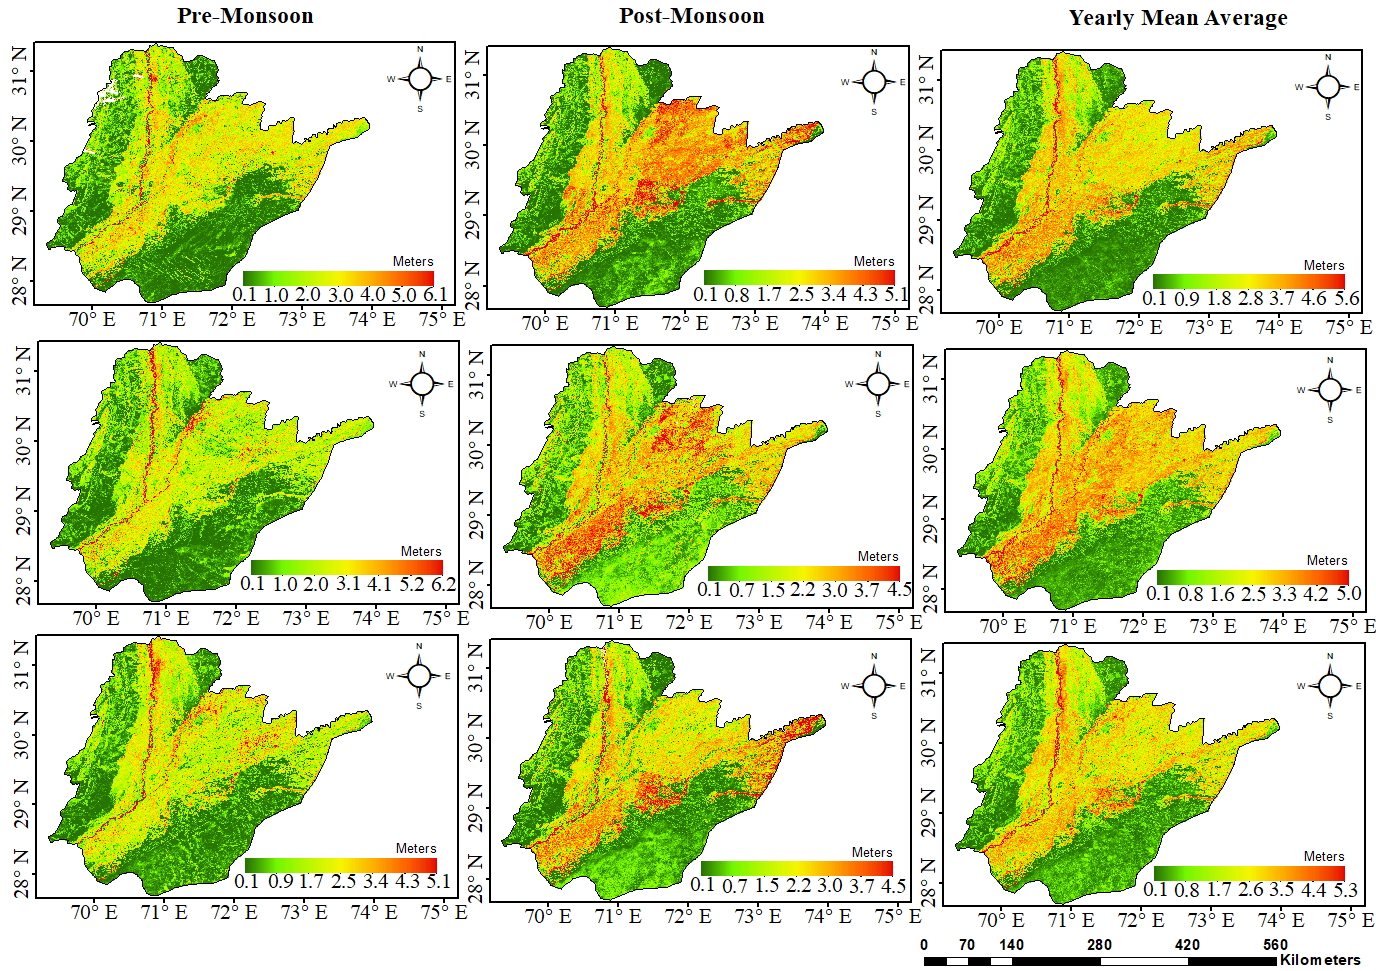 Pre-Monsoon Post-Monsoon Yearly Mean Average
N N N
W E W E W E
S S S
31° N 31° N 31° N
30° N 30° N 30° N
29° N 29° N 29° N
28° N 28° N 28° N
Meters Meters Meters
0.1 1.0 2.0 3.0 4.0 5.0 6.1
0.1 0.8 1.7 2.5 3.4 4.3 5.1
0.1 0.9 1.8 2.8 3.7 4.6 5.6
70° E 71° E 72° E 73° E 74° E 75° E
70° E 71° E 72° E 73° E 74° E 75° E
70° E 71° E 72° E 73° E 74° E 75° E
N N N
W E W E W E
S S S
31° N 31° N 31° N
30° N 30° N 30° N
29° N 29° N 29° N
28° N 28° N 28° N
Meters Meters Meters
0.1 1.0 2.0 3.1 4.1 5.2 6.2
0.1 0.7 1.5 2.2 3.0 3.7 4.5
0.1 0.8 1.6 2.5 3.3 4.2 5.0
70° E 71° E 72° E 73° E 74° E 75° E
70° E 71° E 72° E 73° E 74° E 75° E
70° E 71° E 72° E 73° E 74° E 75° E
N N N
W E W E W E
S S S
31° N 31° N 31° N
30° N 30° N 30° N
29° N 29° N 29° N
28° N 28° N 28° N
Meters Meters Meters
0.1 0.9 1.7 2.5 3.4 4.3 5.1
0.1 0.7 1.5 2.2 3.0 3.7 4.5
0.1 0.8 1.7 2.6 3.5 4.4 5.3
70° E 71° E 72° E 73° E 74° E 75° E
70° E 71° E 72° E 73° E 74° E 75° E
70° E 71° E 72° E 73° E 74° E 75° E
0 70 140 280 420 560
Kilometers